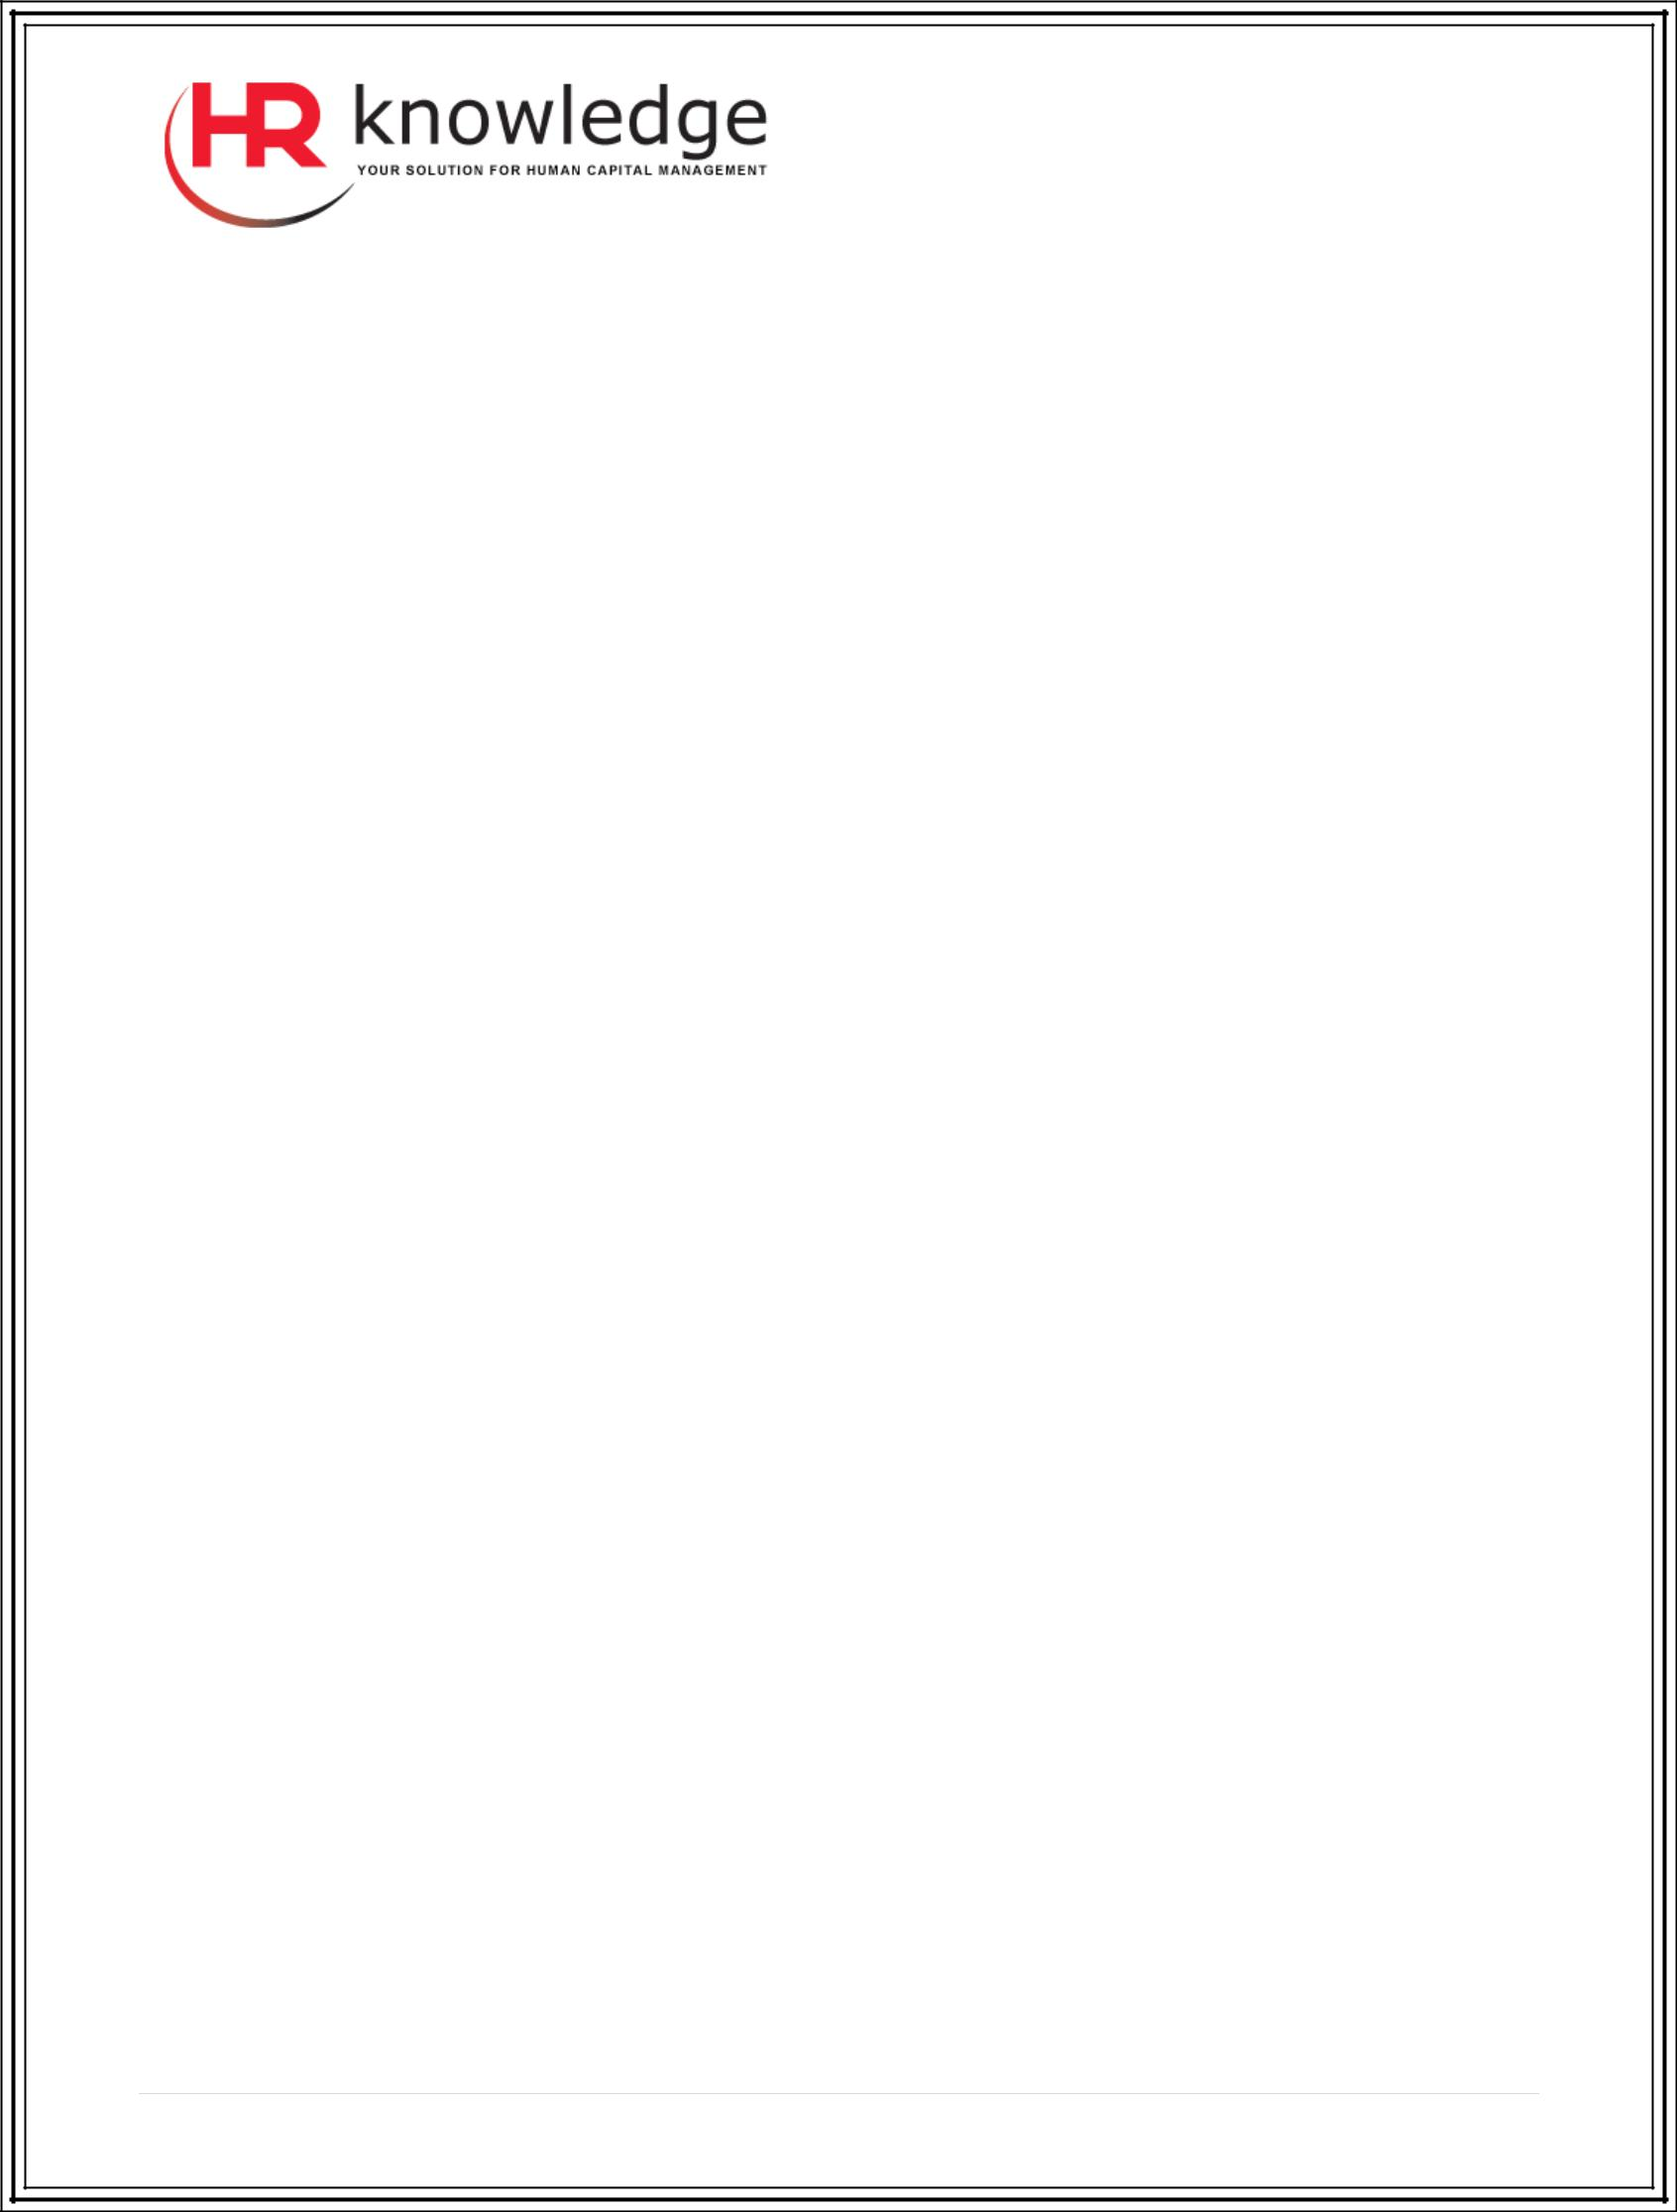 HR knowledge
YOUR SOLUTION FOR HUMAN CAPITAL MANAGEMENT